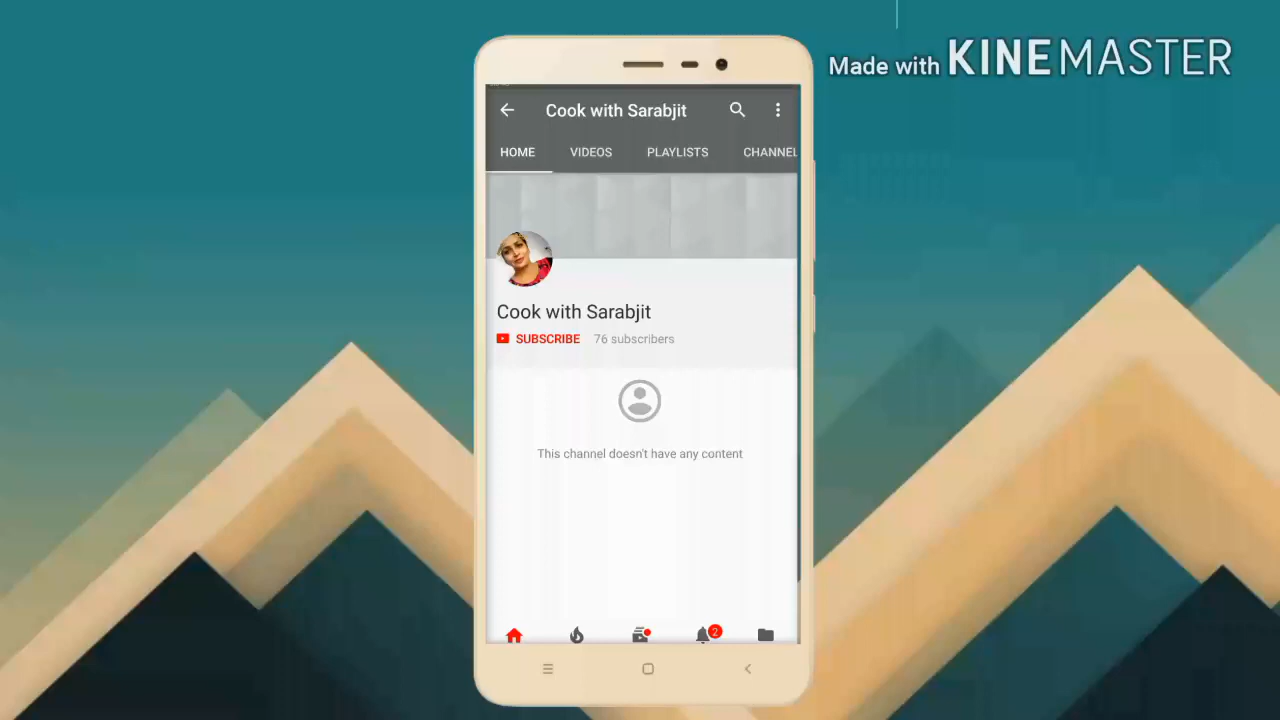 Made with KINEMASTER
Cook with Sarabjit
HOME VIDEOS PLAYLISTS CHANNEL
Cook with Sarabjit
SUBSCRIBE 76 subscribers
This channel doesn't have any content
2